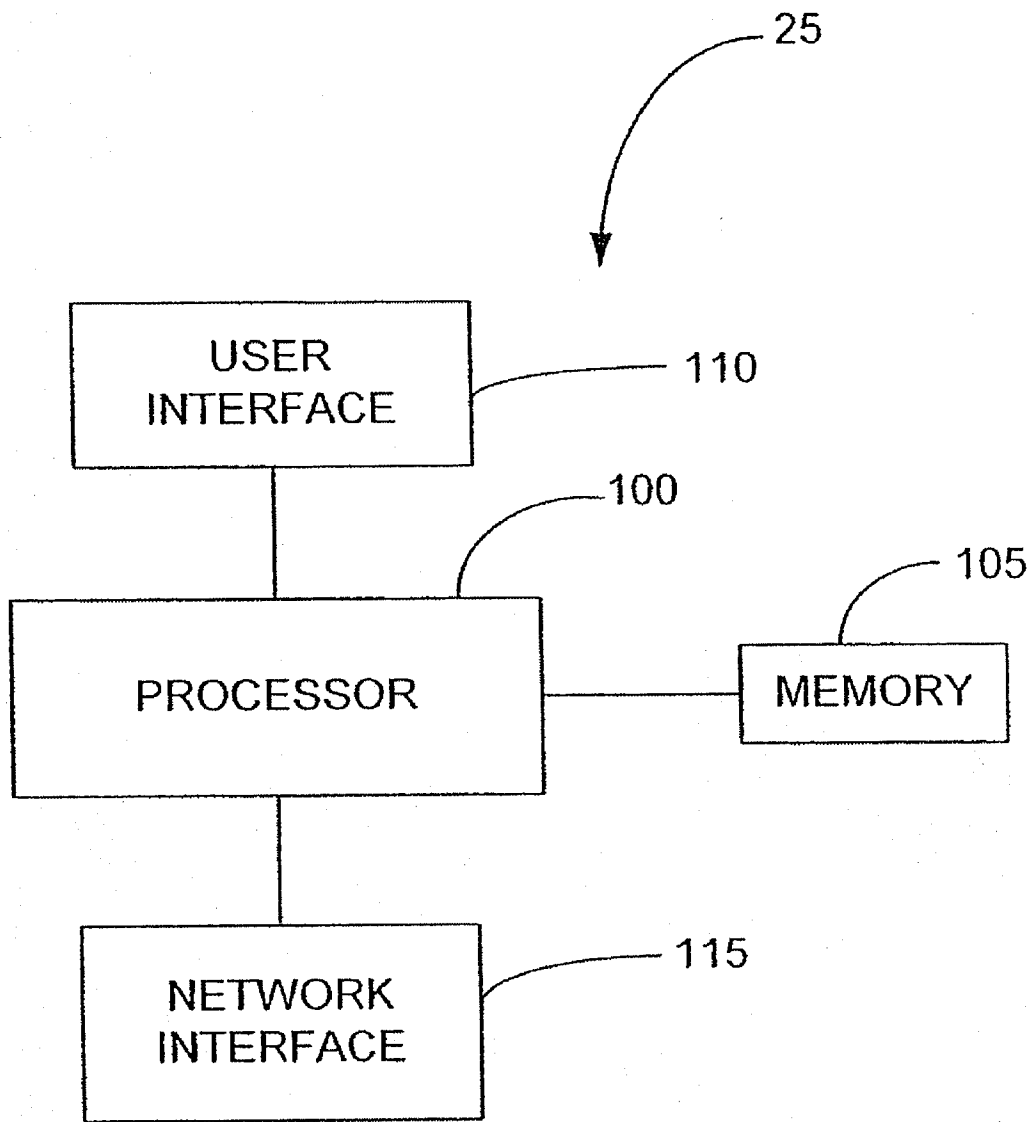 25
USER
INTERFACE
110
100
105
PROCESSOR
MEMORY
115
NETWORK
INTERFACE